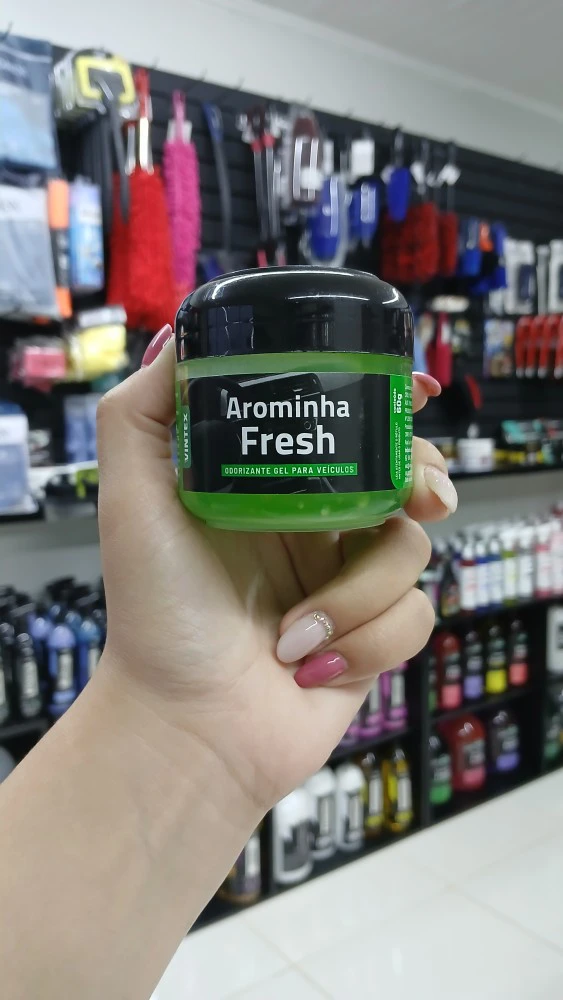 Arominha
Fresh
ODORIZANTE GEL PARA VEÍCULOS
VINTEX
60g